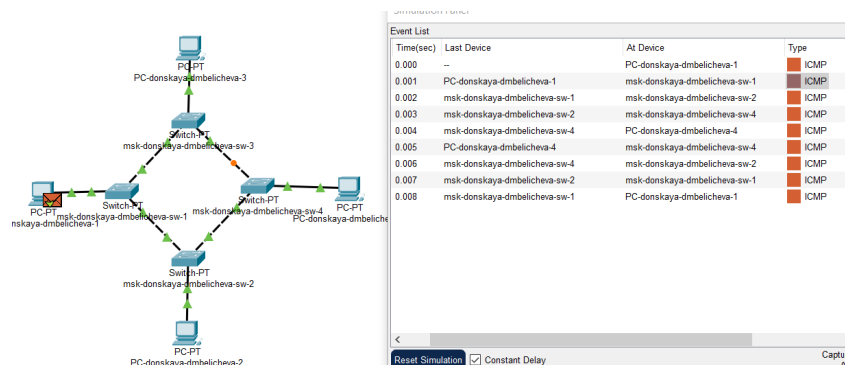 PC-PT
PC-donskaya-dmbelicheva-3
Switch-PT
msk-donskaya-dmbelicheva-sw-3
PC-PT
nskaya-dmbelicheva-1
Switch-PT
msk-donskaya-dmbelicheva-sw-1
Switch-PT
msk-donskaya-dmbelicheva-sw-4
PC-PT
PC-donskaya-dmbeliche
Switch-PT
msk-donskaya-dmbelicheva-sw-2
PC-PT
PC-donskaya-dmbelicheva-2
Simulation Panel
Event List
Time(sec) Last Device At Device Type
0.000 -- PC-donskaya-dmbelicheva-1 ICMP
0.001 PC-donskaya-dmbelicheva-1 msk-donskaya-dmbelicheva-sw-1 ICMP
0.002 msk-donskaya-dmbelicheva-sw-1 msk-donskaya-dmbelicheva-sw-2 ICMP
0.003 msk-donskaya-dmbelicheva-sw-2 msk-donskaya-dmbelicheva-sw-4 ICMP
0.004 msk-donskaya-dmbelicheva-sw-4 PC-donskaya-dmbelicheva-4 ICMP
0.005 PC-donskaya-dmbelicheva-4 msk-donskaya-dmbelicheva-sw-4 ICMP
0.006 msk-donskaya-dmbelicheva-sw-4 msk-donskaya-dmbelicheva-sw-2 ICMP
0.007 msk-donskaya-dmbelicheva-sw-2 msk-donskaya-dmbelicheva-sw-1 ICMP
0.008 msk-donskaya-dmbelicheva-sw-1 PC-donskaya-dmbelicheva-1 ICMP
Reset Simulation Constant Delay Captu